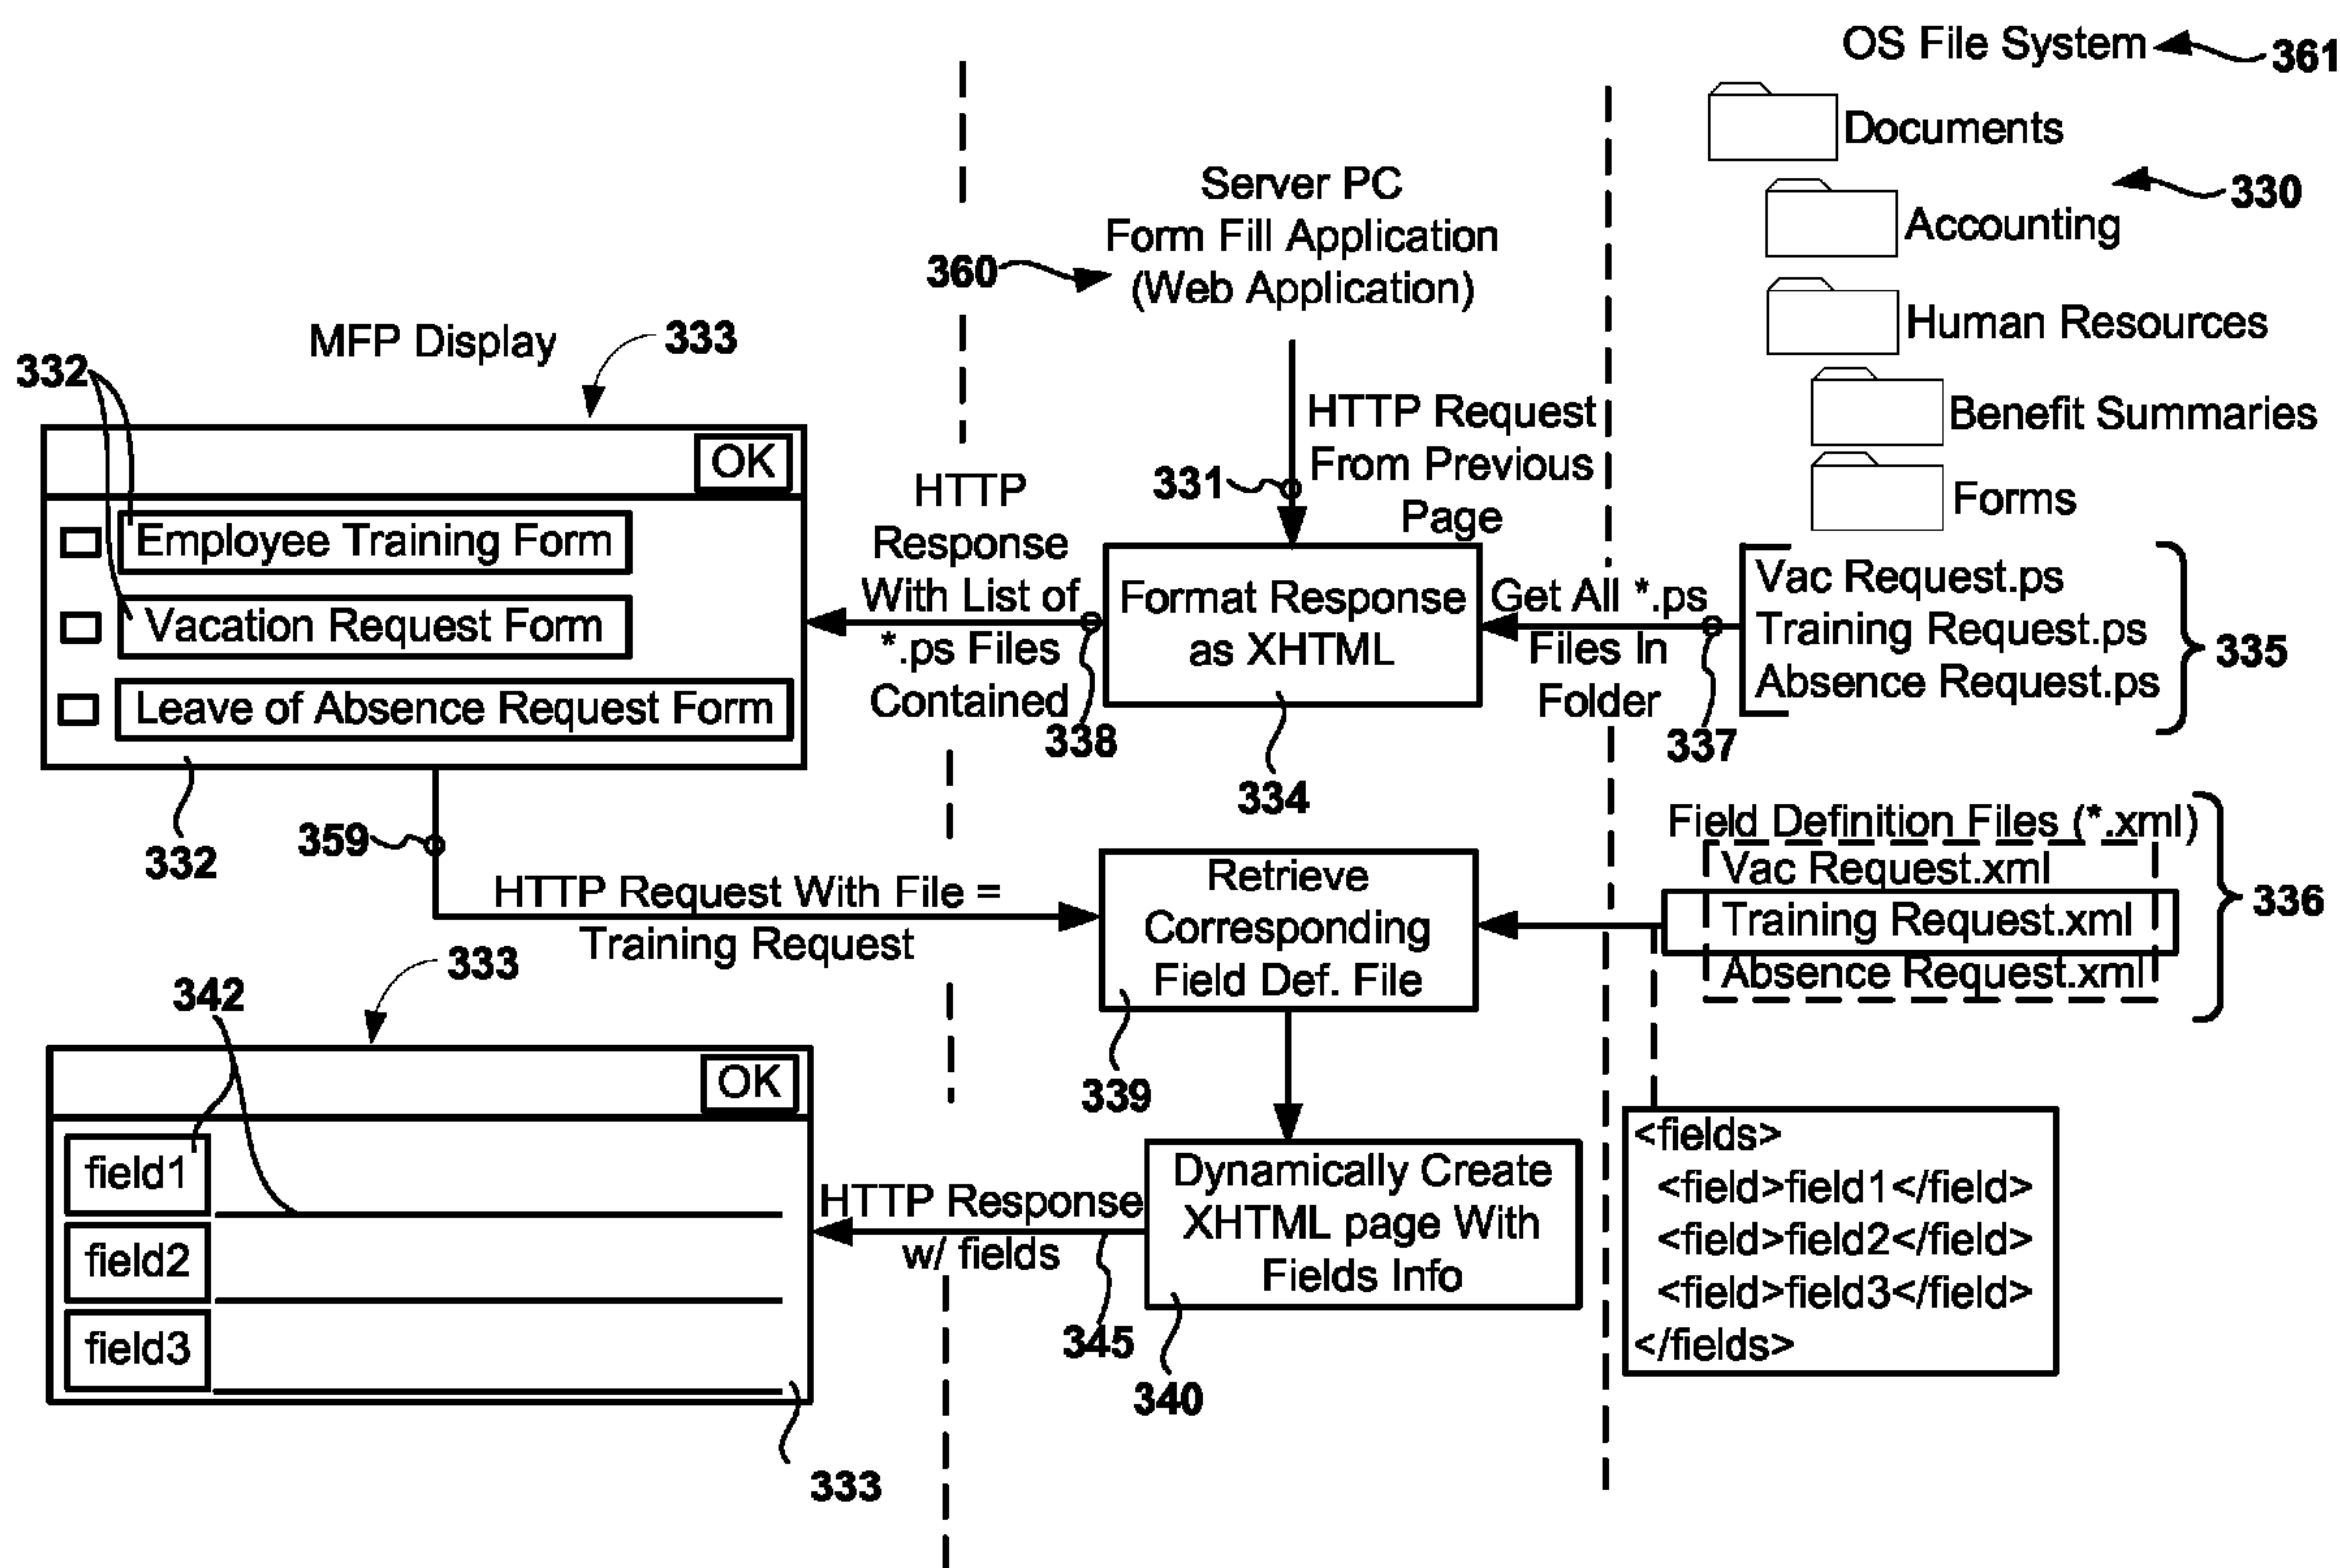 OS File System
361
Documents
330
Accounting
Human Resources
Benefit Summaries
Forms
Server PC
Form Fill Application
(Web Application)
360
MFP Display
333
332
OK
Employee Training Form
Vacation Request Form
Leave of Absence Request Form
332
HTTP
Response
With List of
*.ps Files
Contained
338
HTTP Request
From Previous
Page
331
Format Response
as XHTML
334
Get All *.ps
Files In
Folder
337
Vac Request.ps
Training Request.ps
Absence Request.ps
335
359
HTTP Request With File =
Training Request
Retrieve
Corresponding
Field Def. File
339
Field Definition Files (*.xml)
Vac Request.xml
Training Request.xml
Absence Request.xml
336
333
342
OK
field1
field2
field3
333
HTTP Response
w/ fields
345
Dynamically Create
XHTML page With
Fields Info
340
<fields>
<field>field1</field>
<field>field2</field>
<field>field3</field>
</fields>